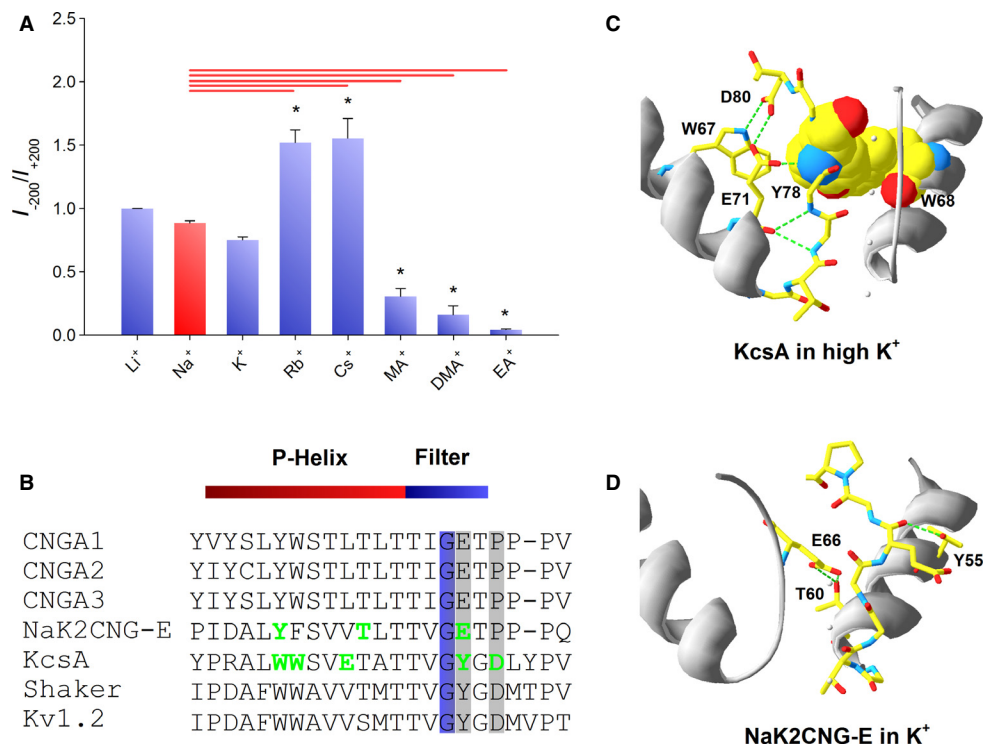 A
2.5
2.0
1.5
1.0
0.5
0.0
I-200/I+200
* * * * *
Li+ Na+ K+ Rb+ Cs+ MA+ DMA+ EA+
B
P-Helix Filter
CNGA1 YVYSLYWSTLTLTTIGETPP-PV
CNGA2 YIYCLYWSTLTLTTIGETPP-PV
CNGA3 YIYSLYWSTLTLTTIGETPP-PV
NaK2CNG-E PIDALYFSVVTLTTVGETPP-PQ
KcsA YPRALWWSVETATTVGYGDLYPV
Shaker IPDAFWWAVVTMTTVGYGDMTPV
Kv1.2 IPDAFWWAVVSMTTVGYGDMVPT
C
D80
W67
E71
Y78
W68
KcsA in high K+
D
E66
Y55
T60
NaK2CNG-E in K+